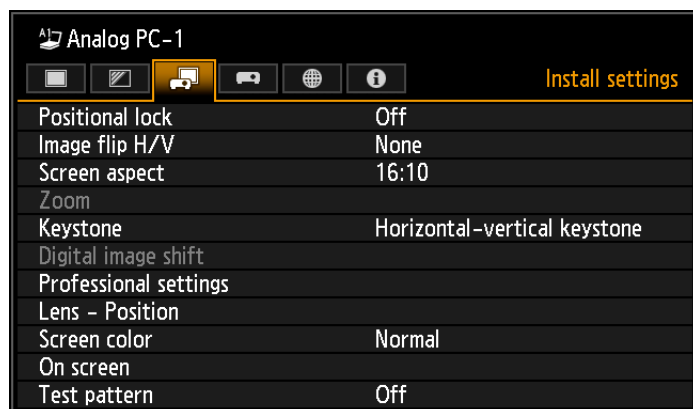 Analog PC-1
Install settings
Positional lock Off
Image flip H/V None
Screen aspect 16:10
Zoom
Keystone Horizontal-vertical keystone
Digital image shift
Professional settings
Lens - Position
Screen color Normal
On screen
Test pattern Off